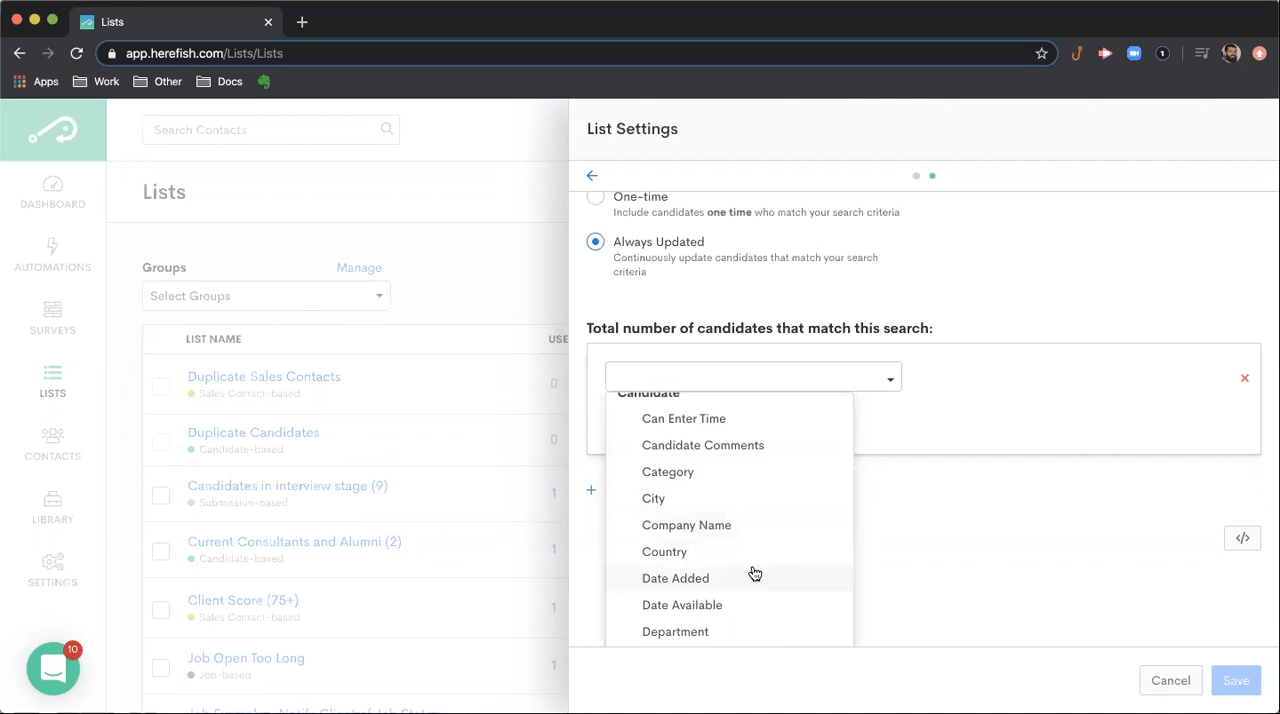 Lists
app.herefish.com/Lists/Lists
1
Apps
Work
Other
Docs
Search Contacts
List Settings
DASHBOARD
AUTOMATIONS
SURVEYS
LISTS
CONTACTS
LIBRARY
SETTINGS
10
Lists
Groups
Manage
Select Groups
LIST NAME
USE
Duplicate Sales Contacts
Sales Contact-based
0
Duplicate Candidates
Candidate-based
0
Candidates in interview stage (9)
Submission-based
1
Current Consultants and Alumni (2)
Candidate-based
1
Client Score (75+)
Sales Contact-based
1
Job Open Too Long
Job-based
1
One-time
Include candidates one time who match your search criteria
Always Updated
Continuously update candidates that match your search
criteria
Total number of candidates that match this search:
Candidate
Can Enter Time
Candidate Comments
Category
City
Company Name
Country
Date Added
Date Available
Department
Cancel
Save